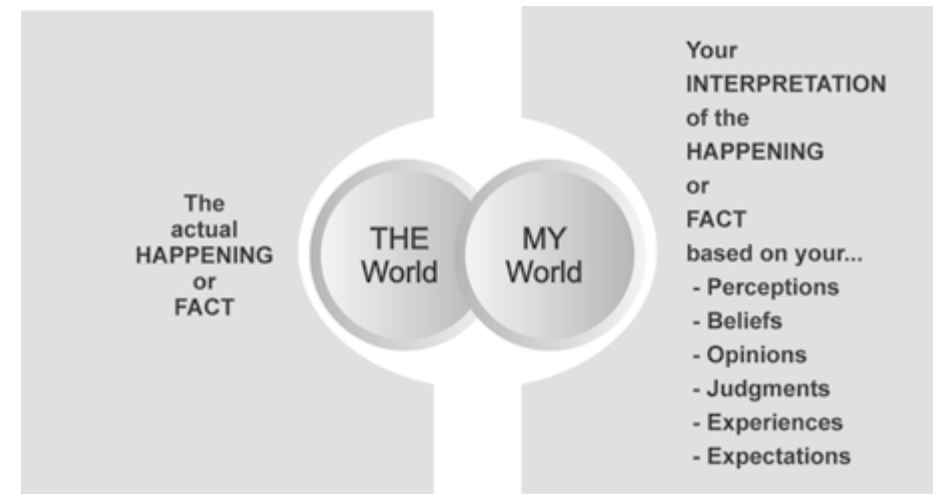 The
actual
HAPPENING
or
FACT
THE
World
MY
World
Your
INTERPRETATION
of the
HAPPENING
or
FACT
based on your...
- Perceptions
- Beliefs
- Opinions
- Judgments
- Experiences
- Expectations